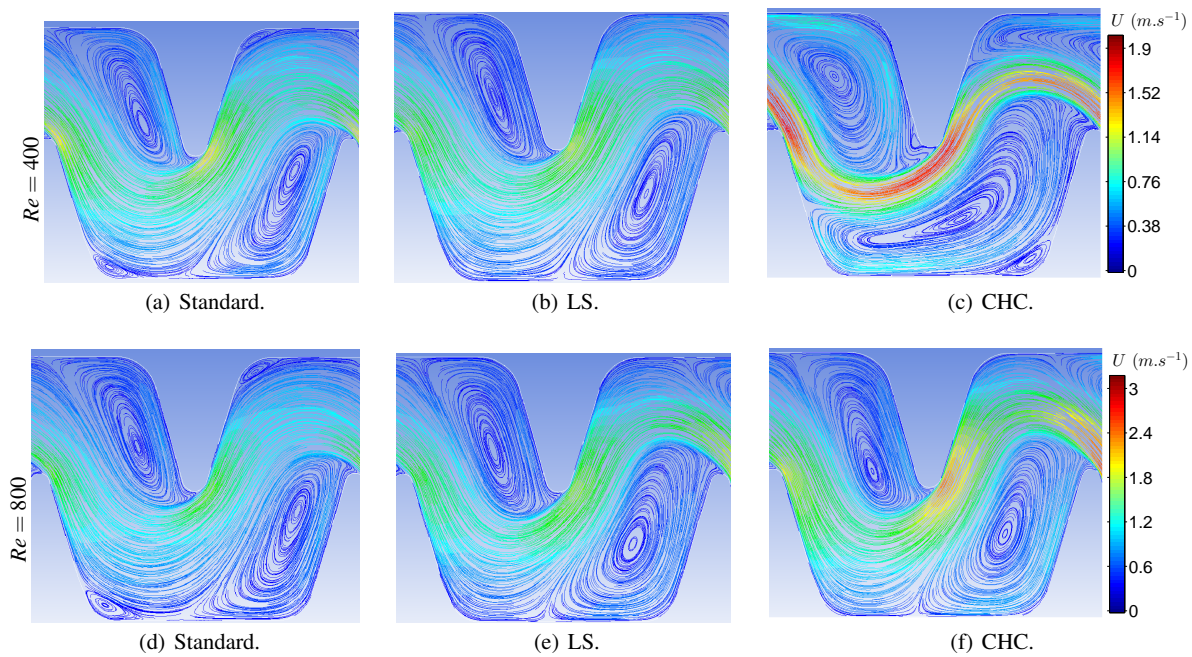 U (m.s⁻¹)
1.9
1.52
1.14
0.76
0.38
0
Re = 400
(a) Standard.
(b) LS.
(c) CHC.
U (m.s⁻¹)
3
2.4
1.8
1.2
0.6
0
Re = 800
(d) Standard.
(e) LS.
(f) CHC.